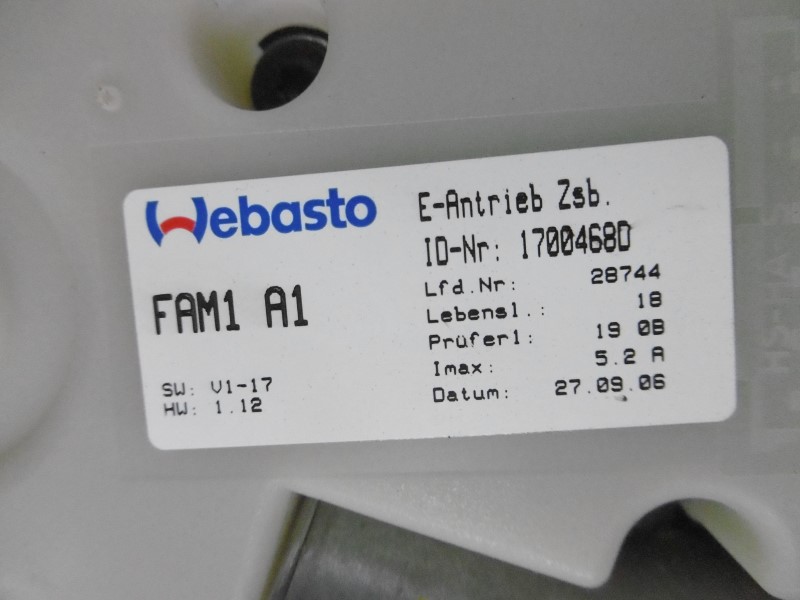 Webasto
FAM1 A1
SW: V1-17
HW: 1.12
E-Antrieb Zsb.
ID-Nr: 1700468D
Lfd.Nr: 28744
Lebensl.: 18
Prüferl: 19 0B
Imax: 5.2 A
Datum: 27.09.06